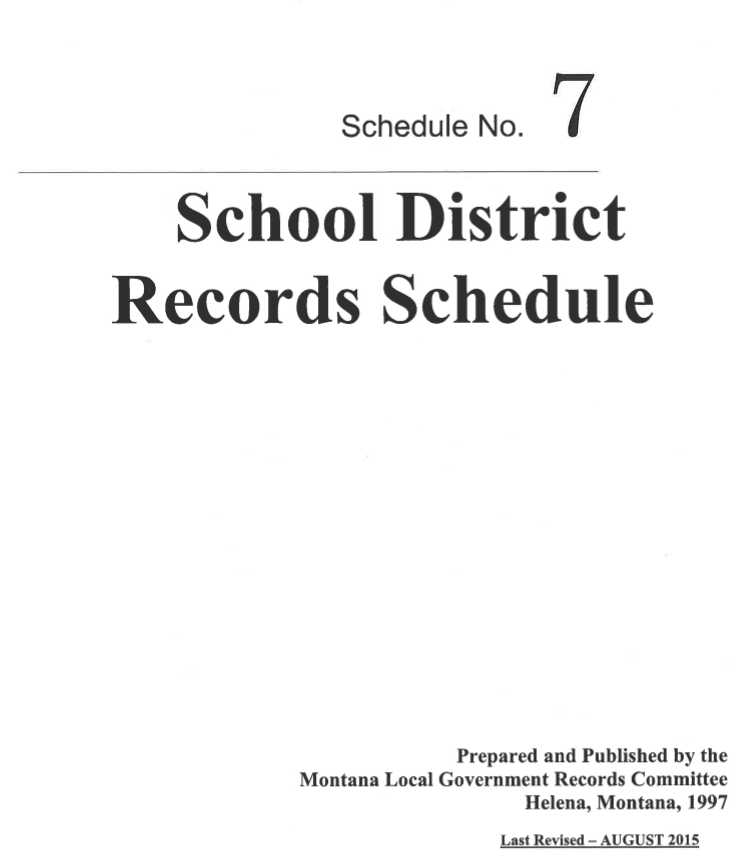 Schedule No. 7
School District
Records Schedule
Prepared and Published by the
Montana Local Government Records Committee
Helena, Montana, 1997
Last Revised – AUGUST 2015